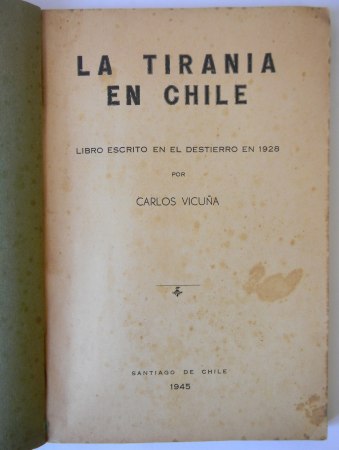 LA TIRANIA
EN CHILE
LIBRO ESCRITO EN EL DESTIERRO EN 1928
POR
CARLOS VICUÑA
SANTIAGO DE CHILE
1945